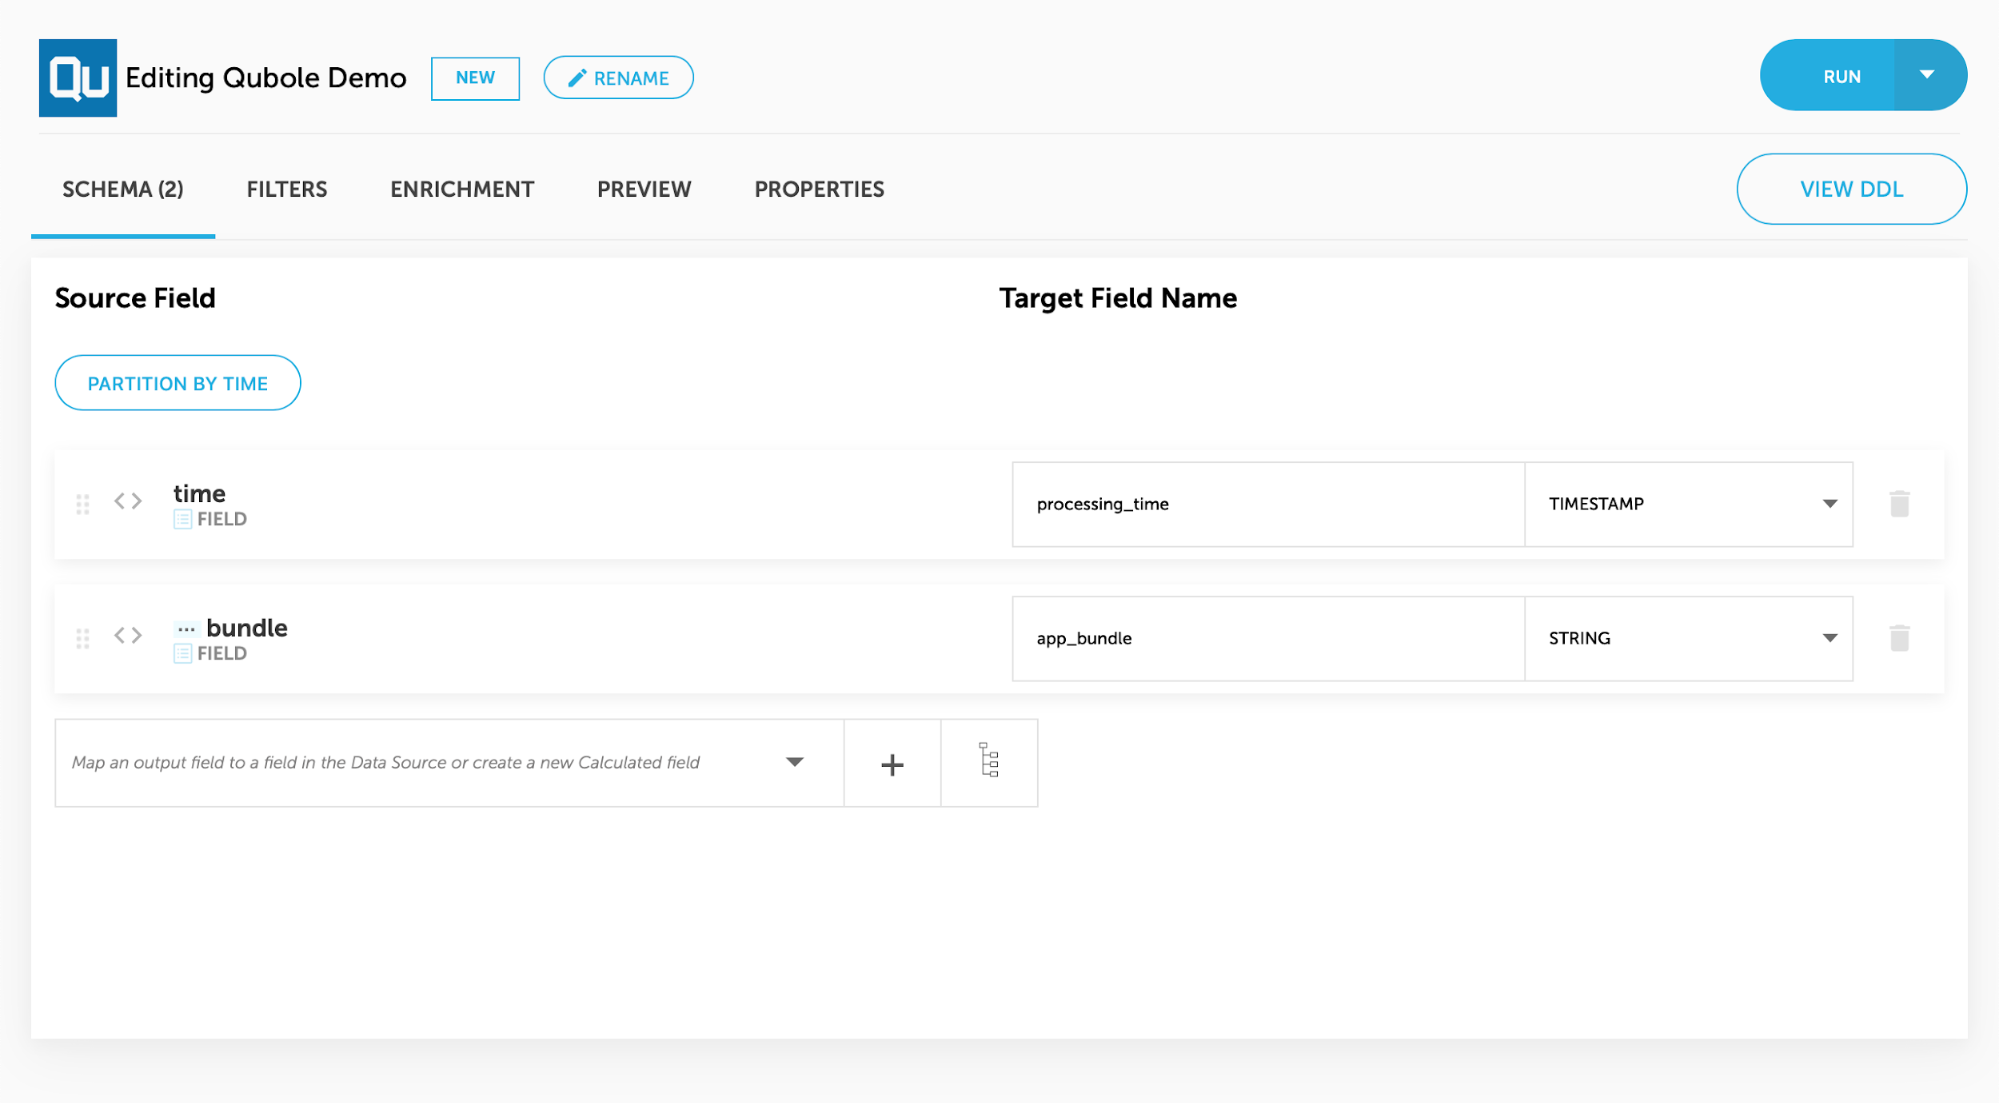 Qu Editing Qubole Demo NEW RENAME RUN
SCHEMA (2) FILTERS ENRICHMENT PREVIEW PROPERTIES VIEW DDL
Source Field Target Field Name
PARTITION BY TIME
time
FIELD
processing_time TIMESTAMP
... bundle
FIELD
app_bundle STRING
Map an output field to a field in the Data Source or create a new Calculated field